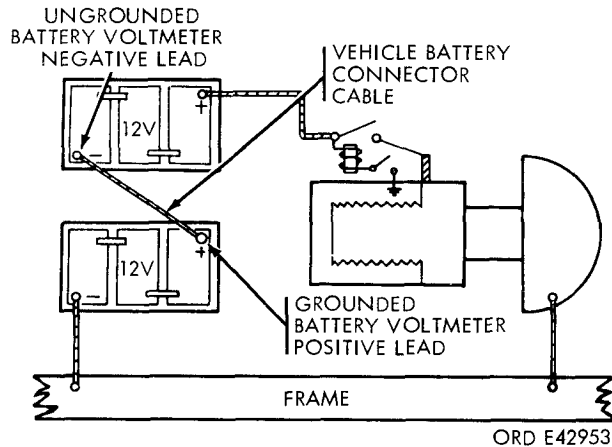 UNGROUNDED
BATTERY VOLTMETER
NEGATIVE LEAD
VEHICLE BATTERY
CONNECTOR
CABLE
+
12V
−
+
12V
−
GROUNDED
BATTERY VOLTMETER
POSITIVE LEAD
FRAME
ORD E42953